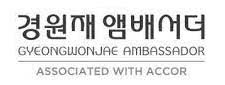 경원재 앰배서더
GYEONGWONJAE AMBASSADOR
ASSOCIATED WITH ACCOR